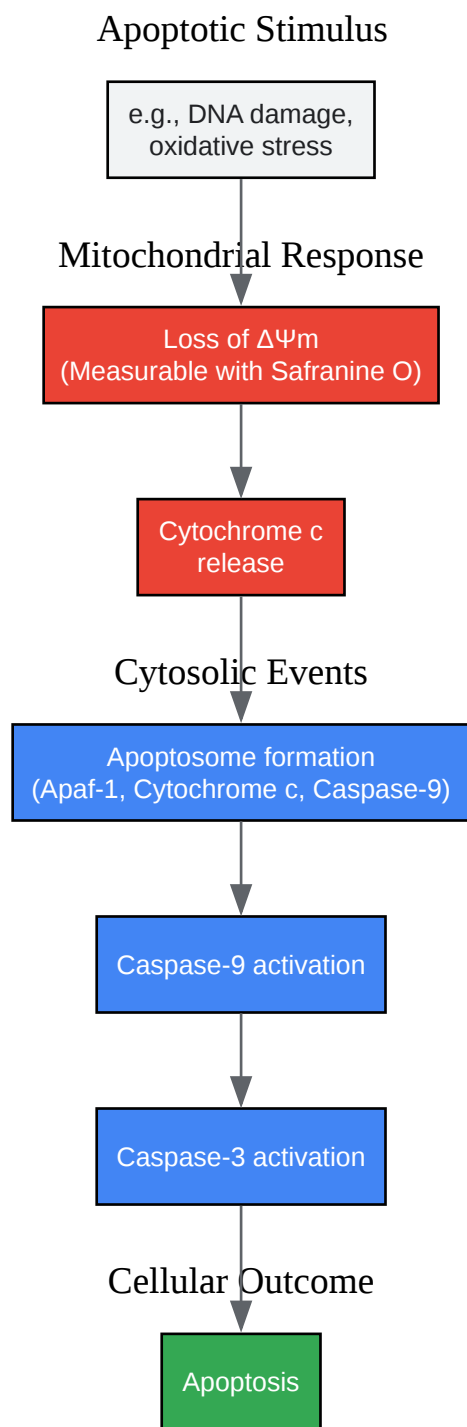 Apoptotic Stimulus
e.g., DNA damage,
oxidative stress
Mitochondrial Response
Loss of ΔΨm
(Measurable with Safranine O)
Cytochrome c
release
Cytosolic Events
Apoptosome formation
(Apaf-1, Cytochrome c, Caspase-9)
Caspase-9 activation
Caspase-3 activation
Cellular Outcome
Apoptosis